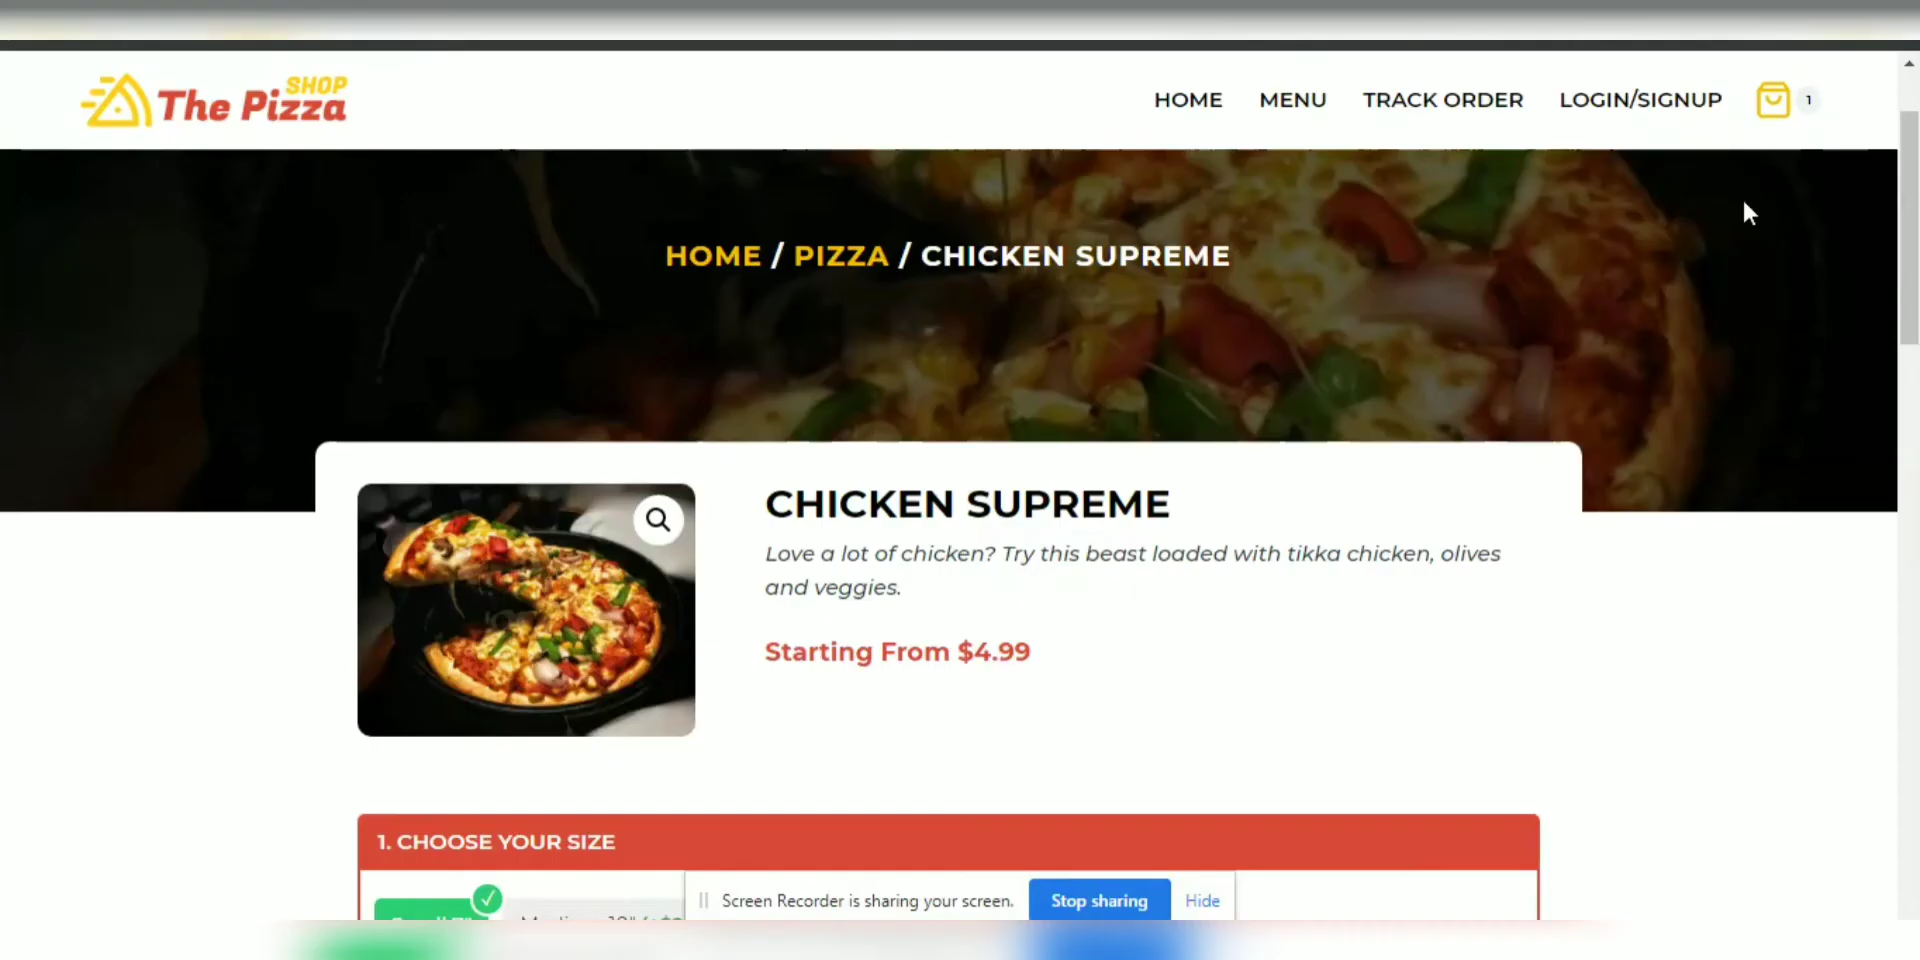 The Pizza SHOP
HOME MENU TRACK ORDER LOGIN/SIGNUP 1
HOME / PIZZA / CHICKEN SUPREME
CHICKEN SUPREME
Love a lot of chicken? Try this beast loaded with tikka chicken, olives
and veggies.
Starting From $4.99
1. CHOOSE YOUR SIZE
Screen Recorder is sharing your screen. Stop sharing Hide